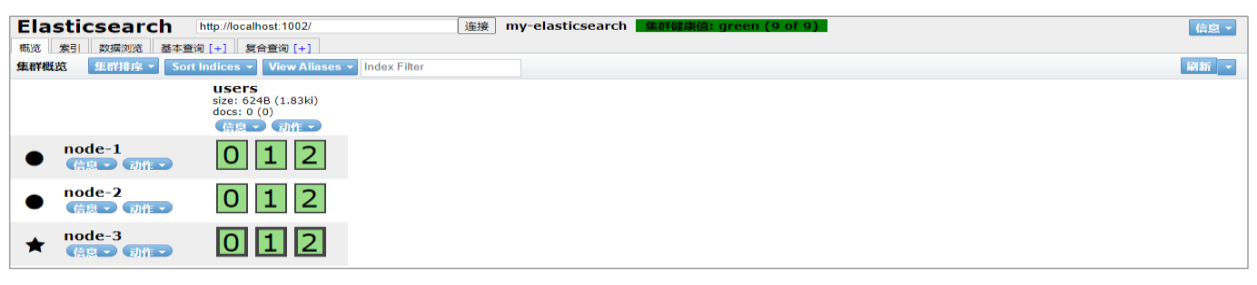 Elasticsearch http://localhost:1002/ 连接 my-elasticsearch 集群健康值: green (9 of 9) 信息
概览 索引 数据浏览 基本查询 [+] 复合查询 [+]
集群概览 集群排序 Sort Indices View Aliases Index Filter 刷新
users
size: 624B (1.83ki)
docs: 0 (0)
信息 动作
node-1 0 1 2
信息 动作
node-2 0 1 2
信息 动作
node-3 0 1 2
信息 动作